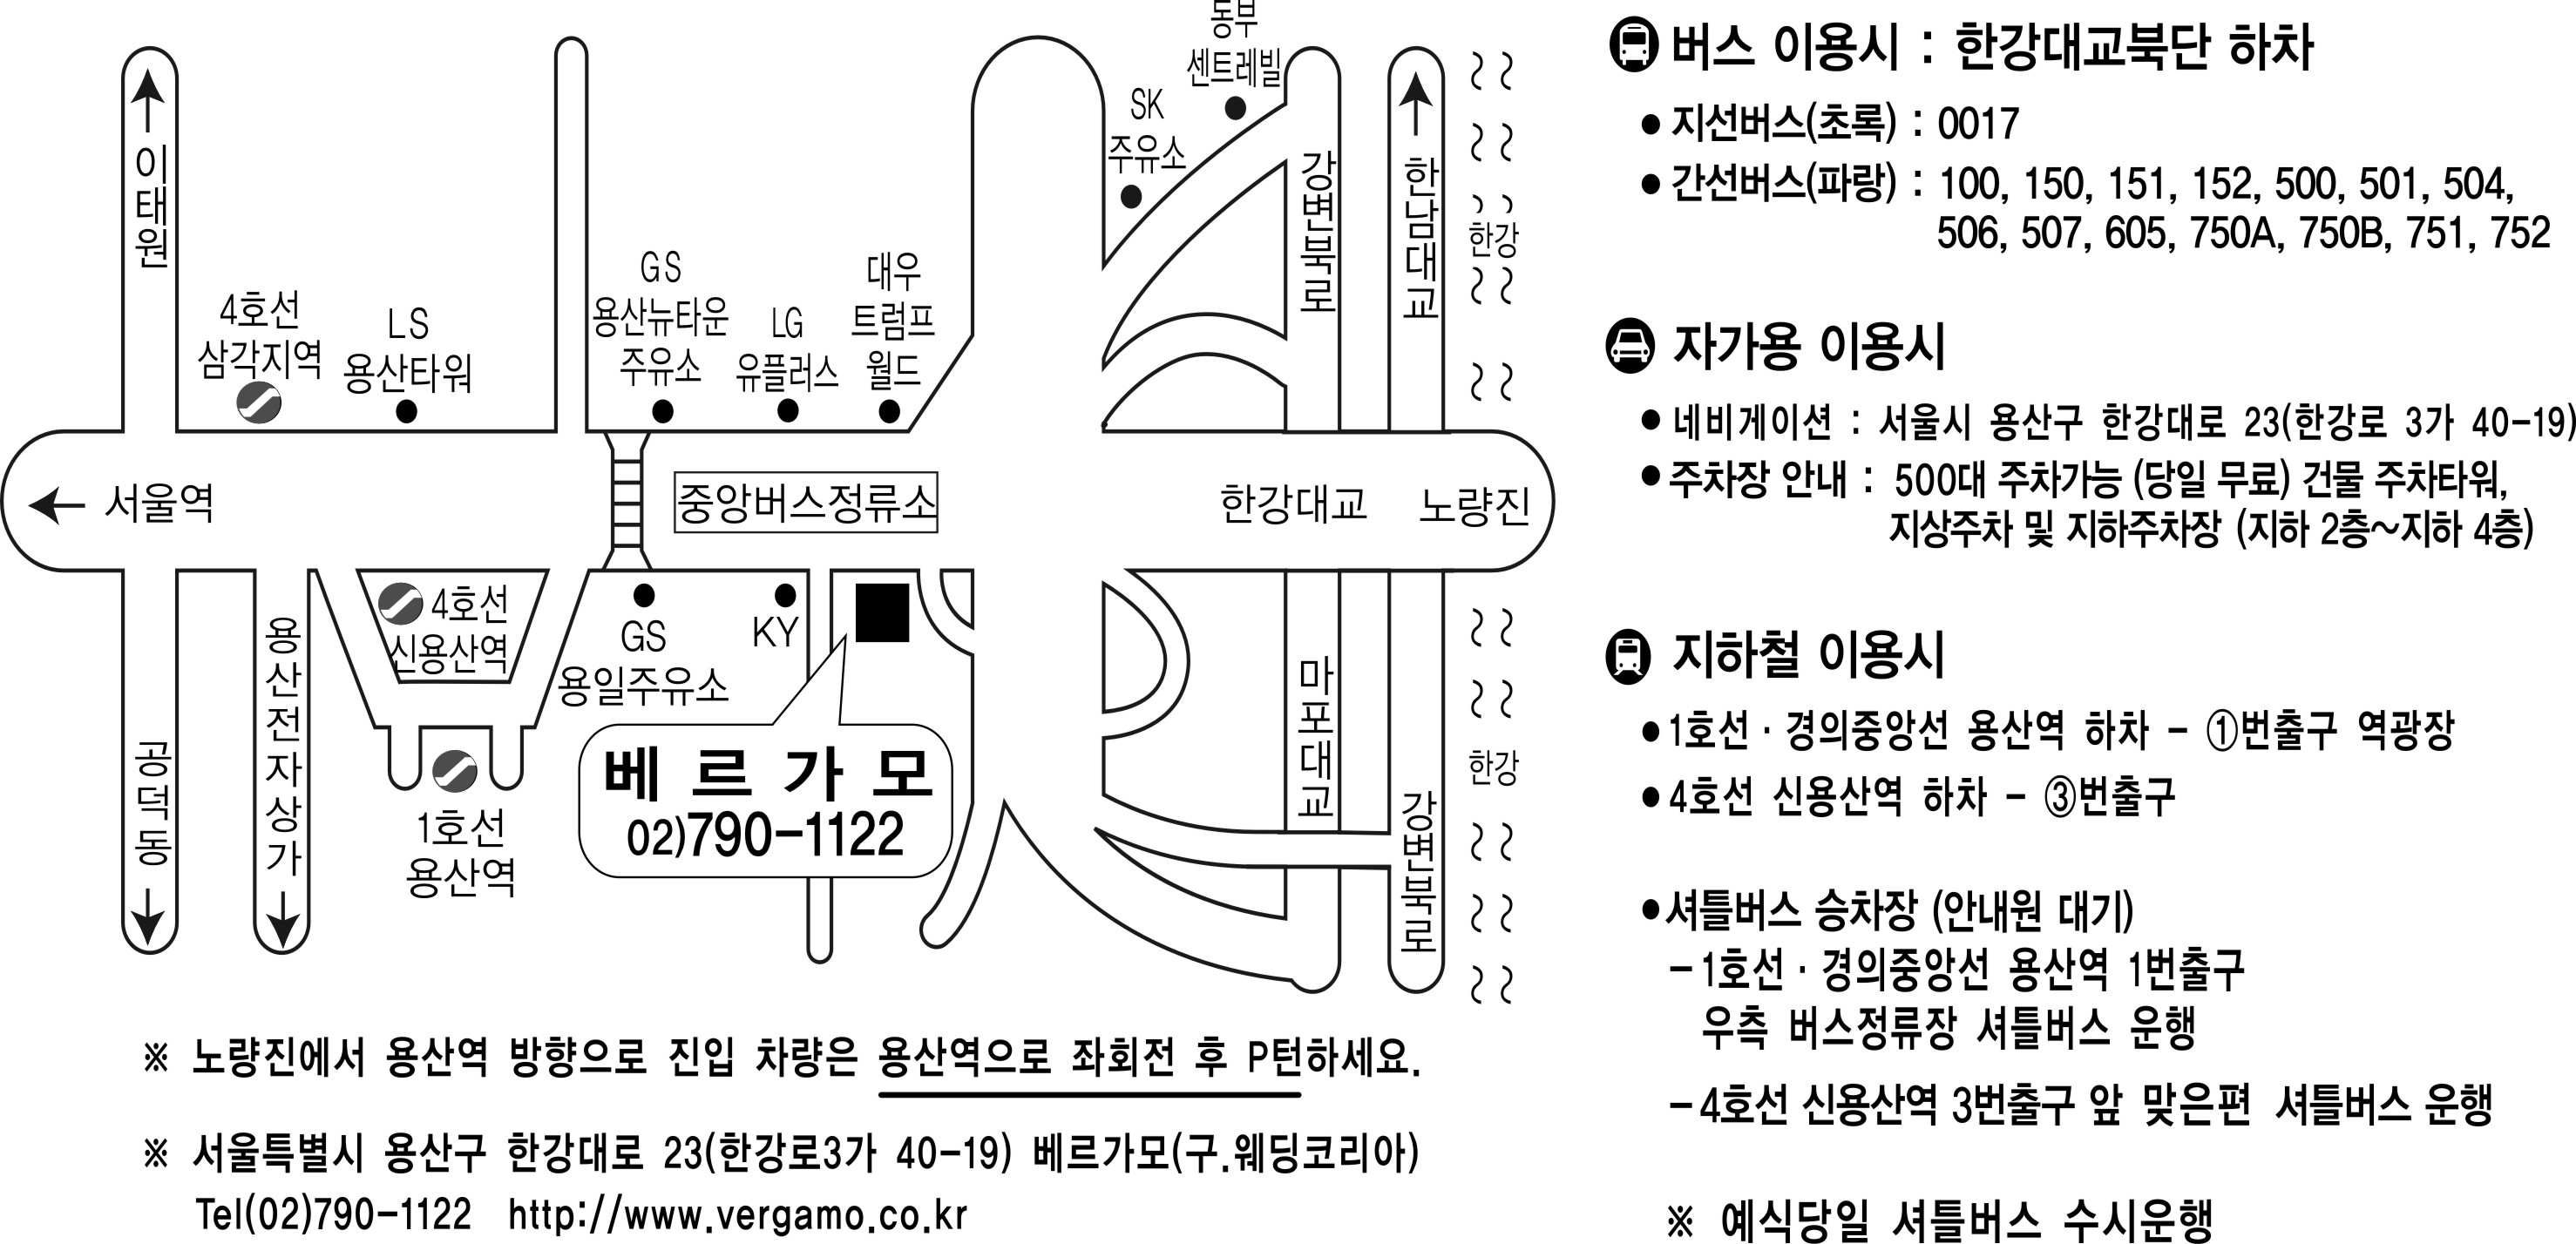 동부
센트레빌
SK
주유소
이태원
강변북로
한남대교
한강
4호선
삼각지역
LS
용산타워
GS
용산뉴타운
주유소
LG
유플러스
대우
트럼프
월드
서울역
중앙버스정류소
한강대교
노량진
4호선
신용산역
GS
용일주유소
KY
용산전자상가
공덕동
1호선
용산역
베르가모
02)790-1122
마포대교
한강
강변북로
※ 노량진에서 용산역 방향으로 진입 차량은 용산역으로 좌회전 후 P턴하세요.
※ 서울특별시 용산구 한강대로 23(한강로3가 40-19) 베르가모(구.웨딩코리아)
Tel(02)790-1122 http://www.vergamo.co.kr
버스 이용시 : 한강대교북단 하차
● 지선버스(초록) : 0017
● 간선버스(파랑) : 100, 150, 151, 152, 500, 501, 504,
506, 507, 605, 750A, 750B, 751, 752
자가용 이용시
● 네비게이션 : 서울시 용산구 한강대로 23(한강로 3가 40-19)
● 주차장 안내 : 500대 주차가능 (당일 무료) 건물 주차타워,
지상주차 및 지하주차장 (지하 2층~지하 4층)
지하철 이용시
● 1호선·경의중앙선 용산역 하차 - ①번출구 역광장
● 4호선 신용산역 하차 - ③번출구
● 셔틀버스 승차장 (안내원 대기)
- 1호선·경의중앙선 용산역 1번출구
우측 버스정류장 셔틀버스 운행
- 4호선 신용산역 3번출구 앞 맞은편 셔틀버스 운행
※ 예식당일 셔틀버스 수시운행